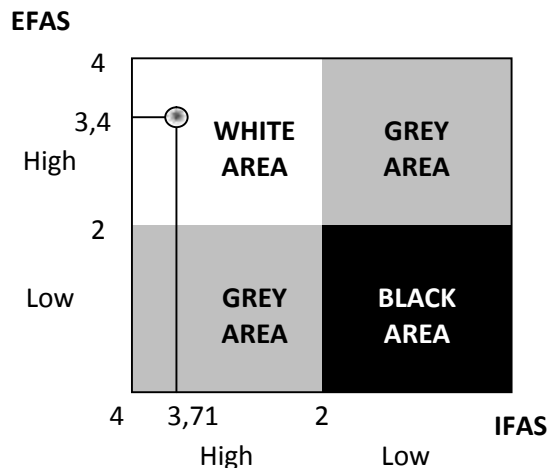 EFAS
4
3,4
High
WHITE
AREA
GREY
AREA
2
Low
GREY
AREA
BLACK
AREA
4
3,71
2
IFAS
High
Low